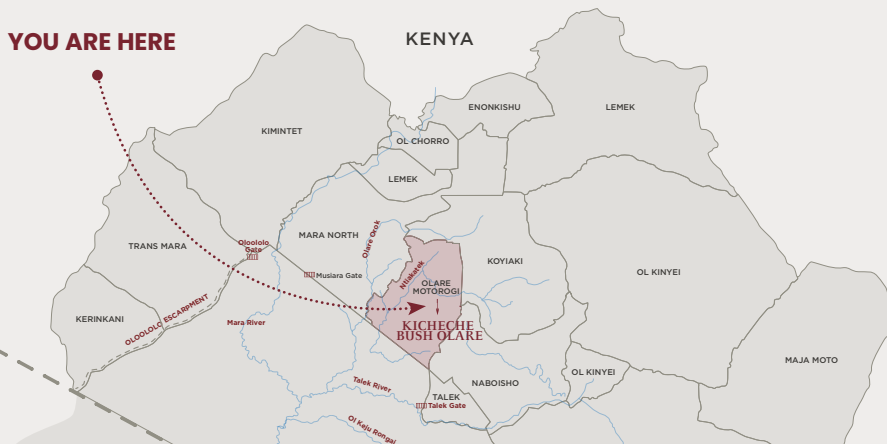 YOU ARE HERE
KENYA
ENONKISHU
LEMEK
KIMINTET
OL CHORRO
LEMEK
MARA NORTH
Olare Orok
Oloololo
Gate
TRANS MARA
KOYIAKI
Musiara Gate
Ntiakatek
OLARE
MOTOROGI
OL KINYEI
KERINKANI
OLOOLOLO ESCARPMENT
Mara River
KICHECHE
BUSH OLARE
MAJA MOTO
OL KINYEI
Talek River
NABOISHO
TALEK
Talek Gate
Ol Keju Rongai